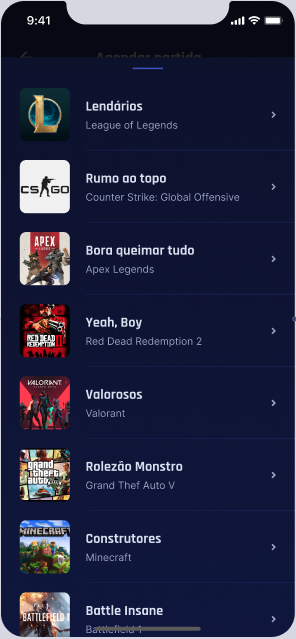 9:41
Agendar partida
Lendários
League of Legends
CS GO
Rumo ao topo
Counter Strike: Global Offensive
APEX
Bora queimar tudo
Apex Legends
RED DEAD
REDEMPTION II
Yeah, Boy
Red Dead Redemption 2
VALORANT
Valorosos
Valorant
grand
theft
auto
Rolezão Monstro
Grand Thef Auto V
MINECRAFT
Construtores
Minecraft
BATTLEFIELD 1
Battle Insane
Battlefield 1